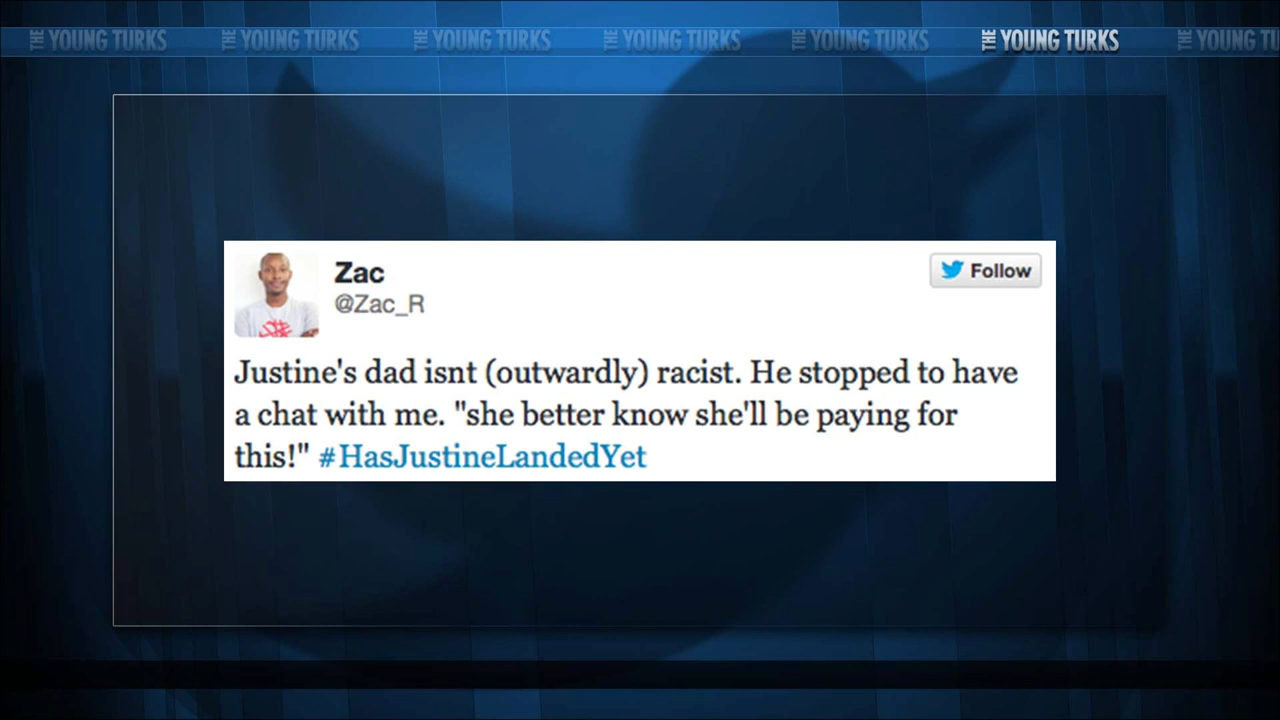 THE YOUNG TURKS THE YOUNG TURKS THE YOUNG TURKS THE YOUNG TURKS THE YOUNG TURKS THE YOUNG TURKS THE YOUNG TU
Zac
@Zac_R
Follow
Justine's dad isnt (outwardly) racist. He stopped to have
a chat with me. "she better know she'll be paying for
this!" #HasJustineLandedYet